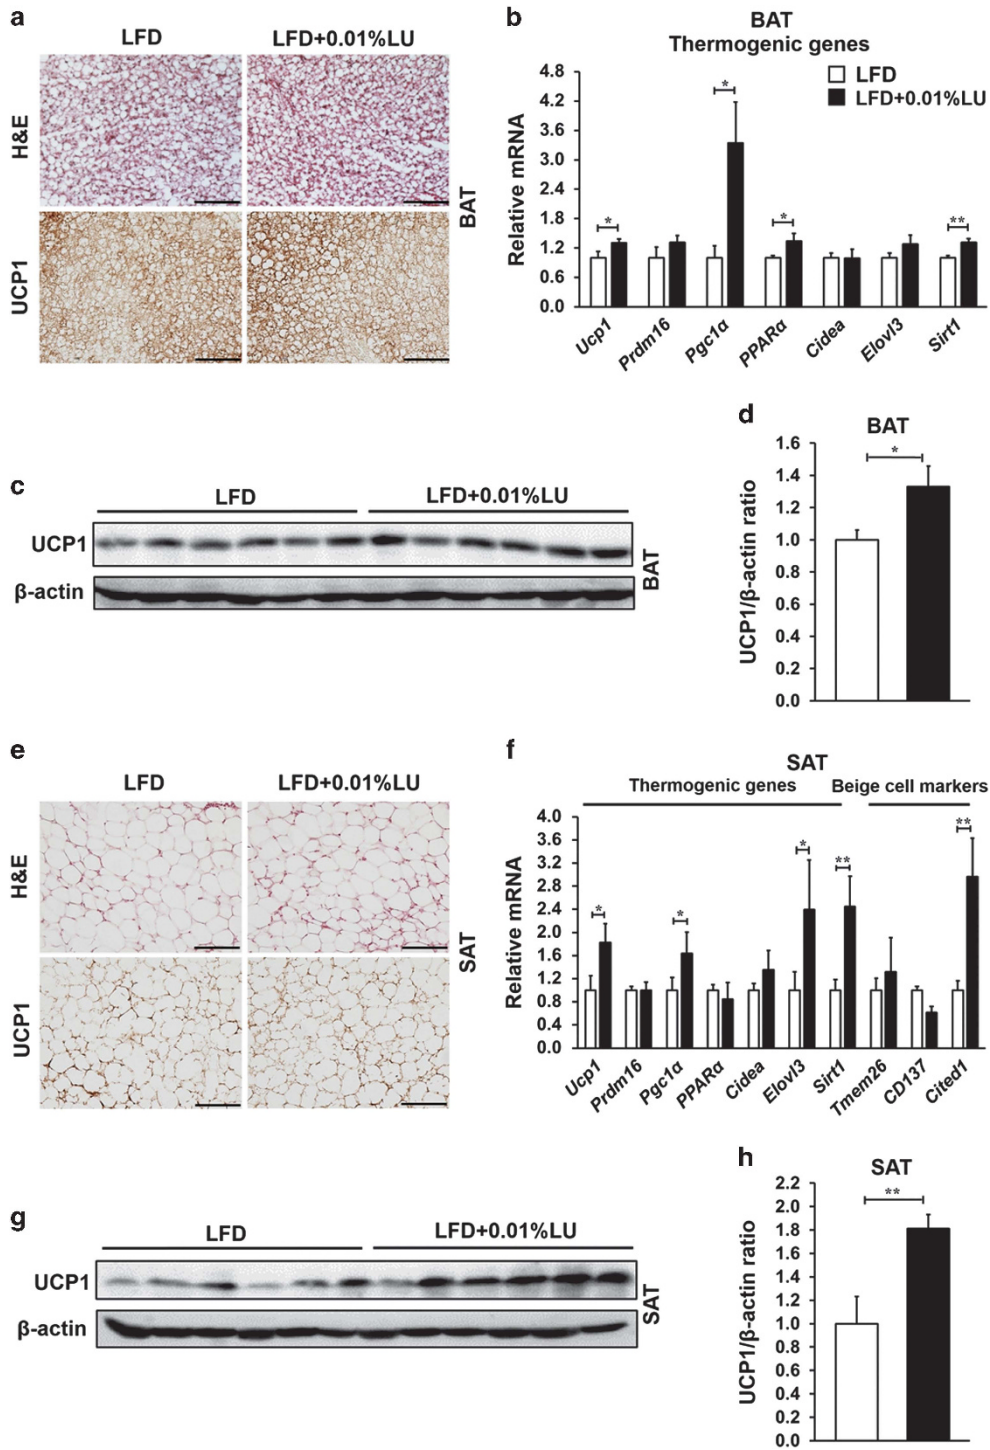 a
LFD LFD+0.01%LU
H&E
UCP1
BAT
b
BAT
Thermogenic genes
LFD
LFD+0.01%LU
Relative mRNA
4.8
4.2
3.6
3.0
2.4
1.8
1.2
0.6
0.0
* * * **
Ucp1 Prdm16 Pgc1α PPARα Cidea Elovl3 Sirt1
c
LFD LFD+0.01%LU
UCP1
β-actin
BAT
d
BAT
UCP1/β-actin ratio
1.6
1.4
1.2
1.0
0.8
0.6
0.4
0.2
0.0
*
e
LFD LFD+0.01%LU
H&E
UCP1
SAT
f
SAT
Thermogenic genes Beige cell markers
Relative mRNA
4.0
3.6
3.2
2.8
2.4
2.0
1.6
1.2
0.8
0.4
0.0
* * * ** **
Ucp1 Prdm16 Pgc1α PPARα Cidea Elovl3 Sirt1 Tmem26 CD137 Cited1
g
LFD LFD+0.01%LU
UCP1
β-actin
SAT
h
SAT
UCP1/β-actin ratio
2.2
2.0
1.8
1.6
1.4
1.2
1.0
0.8
0.6
0.4
0.2
0.0
**